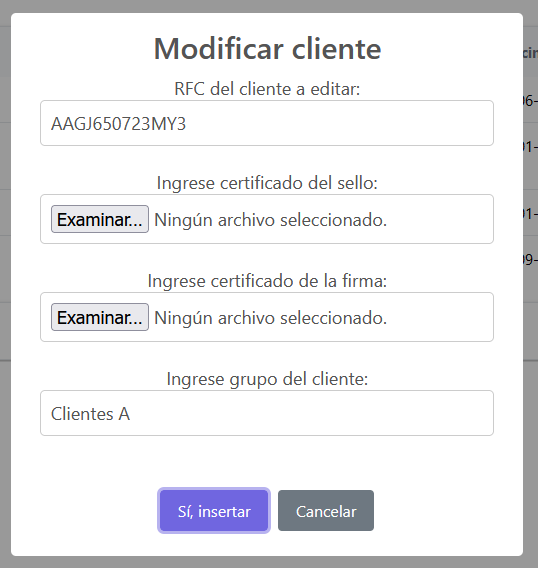 Modificar cliente
RFC del cliente a editar:
AAGJ650723MY3
Ingrese certificado del sello:
Examinar... Ningún archivo seleccionado.
Ingrese certificado de la firma:
Examinar... Ningún archivo seleccionado.
Ingrese grupo del cliente:
Clientes A
Sí, insertar Cancelar